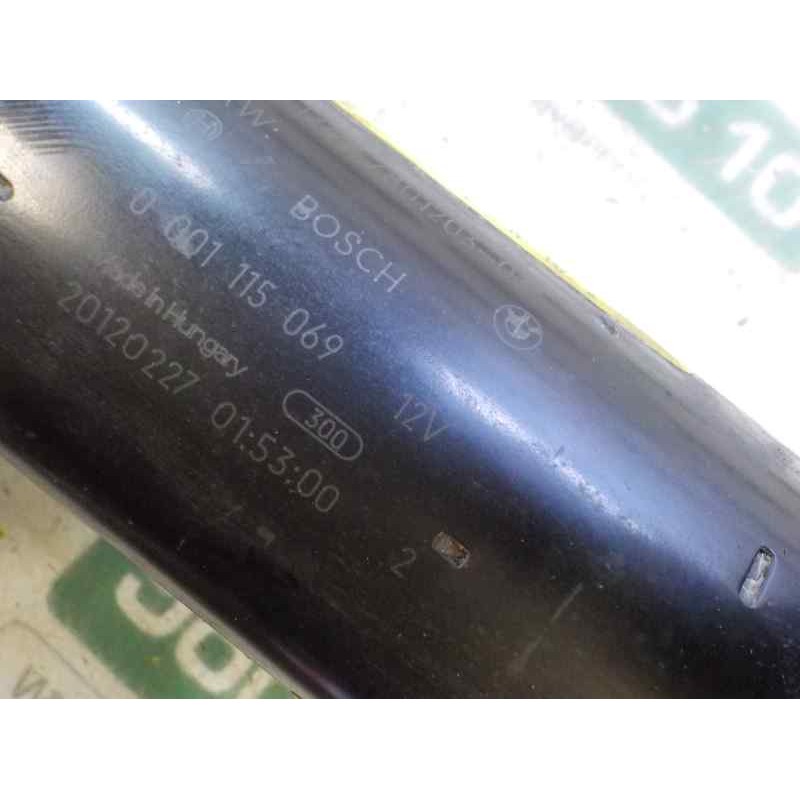 BOSCH
0 001 115 069 12V
Made in Hungary
300
20120227 01:53:00
2